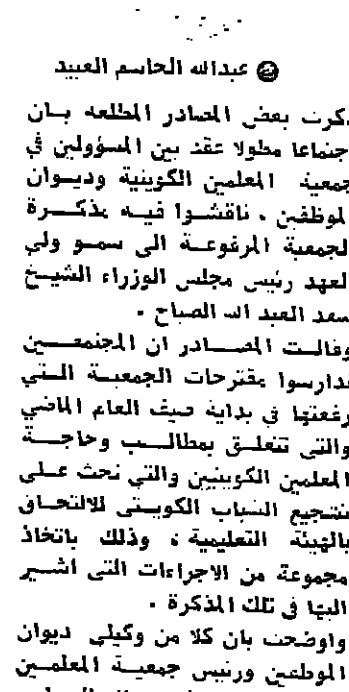 عبدالله الجاسم العبيد
ذكرت بعض المصادر المطلعه بان
اجتماعا مطولا عقد بين المسؤولين في
جمعية المعلمين الكويتية وديوان
الموظفين ، ناقشوا فيه مذكرة
الجمعية المرفوعة الى سمو ولي
العهد رئيس مجلس الوزراء الشيخ
سعد العبد الله الصباح .
وقالت المصادر ان المجتمعين
تدارسوا مقترحات الجمعية التي
رفعتها في بداية صيف العام الماضي
والتى تتعلق بمطالب وحاجة
المعلمين الكويتيين والتي تحث على
تشجيع الشباب الكويتى للالتحاق
بالهيئة التعليمية ، وذلك باتخاذ
مجموعة من الاجراءات التى اشير
اليها في تلك المذكرة .
واوضحت بان كلا من وكيلي ديوان
الموظفين ورئيس جمعية المعلمين